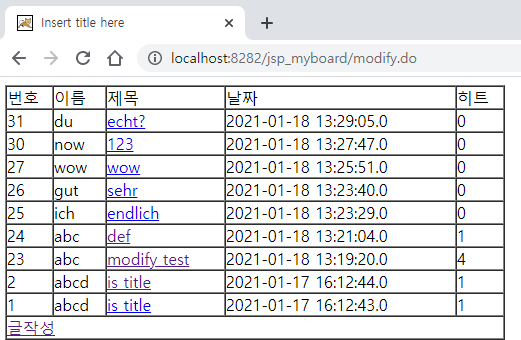 Insert title here
localhost:8282/jsp_myboard/modify.do
번호 이름 제목 날짜 히트
31 du echt? 2021-01-18 13:29:05.0 0
30 now 123 2021-01-18 13:27:47.0 0
27 wow wow 2021-01-18 13:25:51.0 0
26 gut sehr 2021-01-18 13:23:40.0 0
25 ich endlich 2021-01-18 13:23:29.0 0
24 abc def 2021-01-18 13:21:04.0 1
23 abc modify test 2021-01-18 13:19:20.0 4
2 abcd is title 2021-01-17 16:12:44.0 1
1 abcd is title 2021-01-17 16:12:43.0 1
글작성